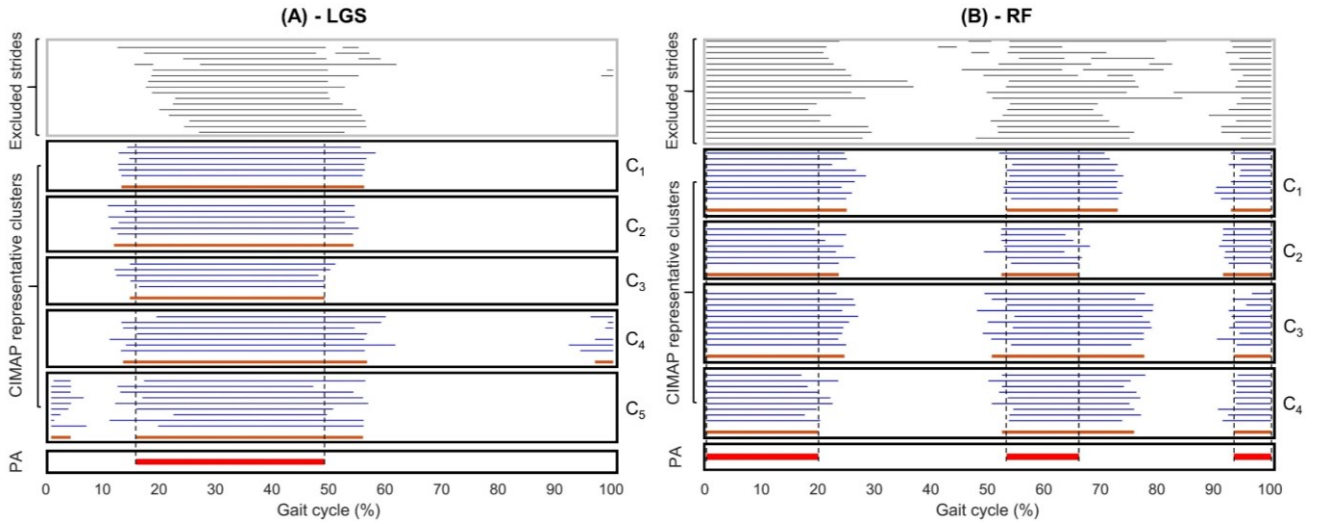 (A) - LGS
Excluded strides
CIMAP representative clusters
C1
C2
C3
C4
C5
PA
0 10 20 30 40 50 60 70 80 90 100
Gait cycle (%)
(B) - RF
Excluded strides
CIMAP representative clusters
C1
C2
C3
C4
PA
0 10 20 30 40 50 60 70 80 90 100
Gait cycle (%)